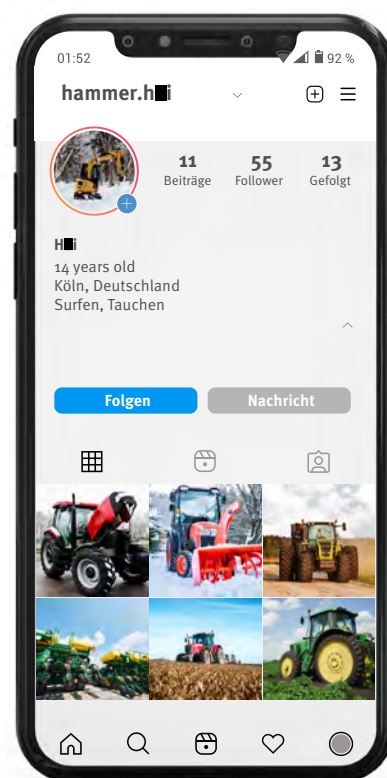 01:52
92 %
11 55 13
Beiträge Follower Gefolgt
14 years old
Köln, Deutschland
Surfen, Tauchen
Folgen Nachricht